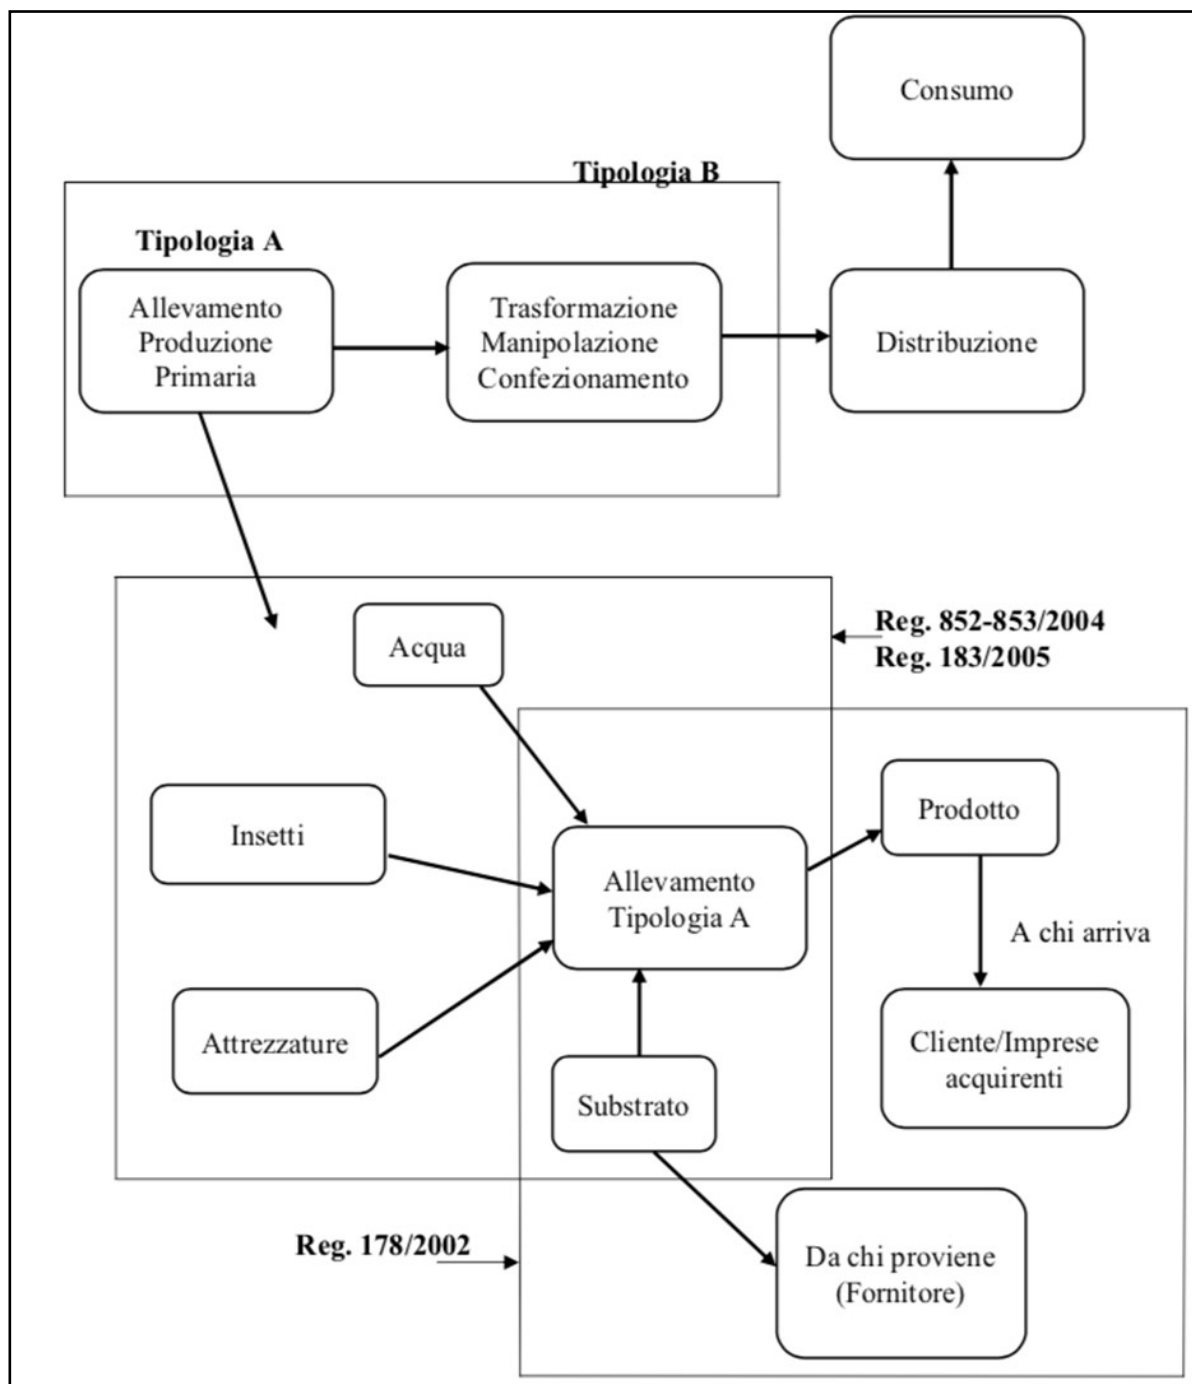 Consumo
Tipologia B
Tipologia A
Allevamento
Produzione
Primaria
Trasformazione
Manipolazione
Confezionamento
Distribuzione
Acqua
Reg. 852-853/2004
Reg. 183/2005
Insetti
Prodotto
Allevamento
Tipologia A
A chi arriva
Attrezzature
Cliente/Imprese
acquirenti
Substrato
Reg. 178/2002
Da chi proviene
(Fornitore)